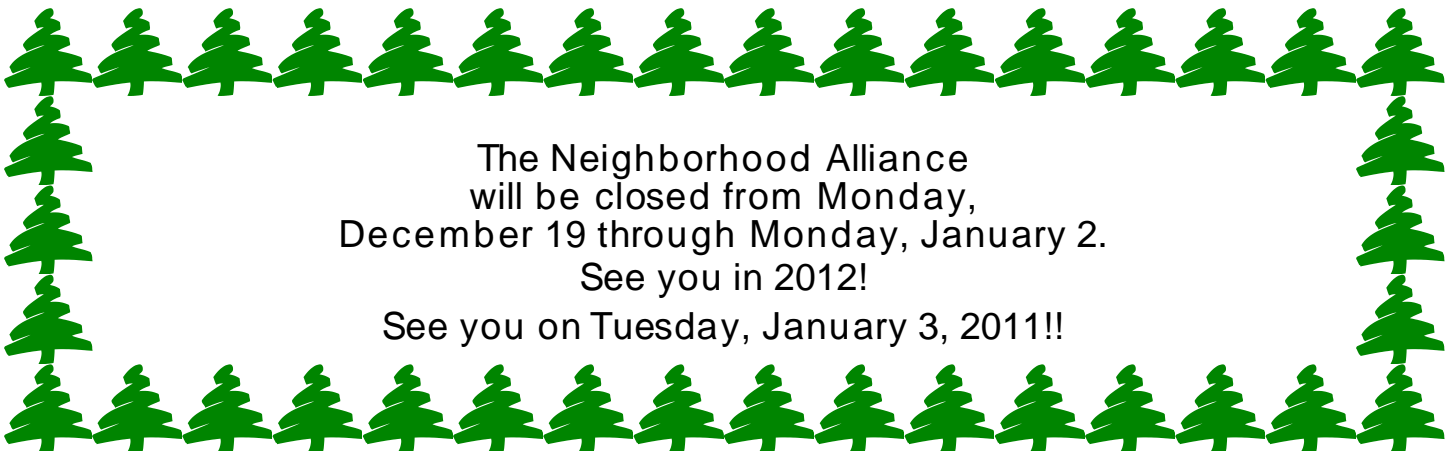 The Neighborhood Alliance
will be closed from Monday,
December 19 through Monday, January 2.
See you in 2012!
See you on Tuesday, January 3, 2011!!